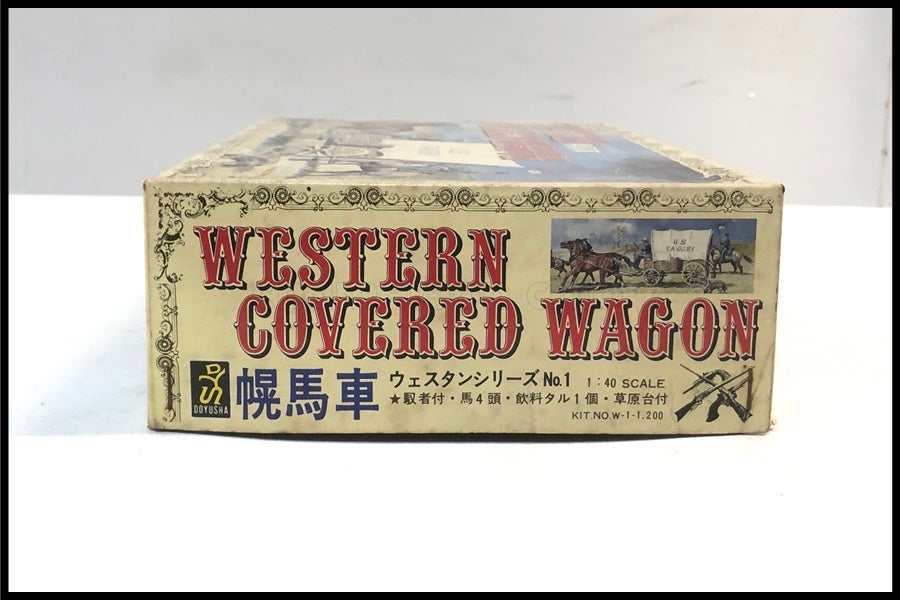 WESTERN
U.S
CAVALRY
COVERED WAGON
DOYUSHA
幌馬車
ウェスタンシリーズ No.1 1:40 SCALE
★馭者付・馬4頭・飲料タル1個・草原台付
KIT.NO.W-1-1.200